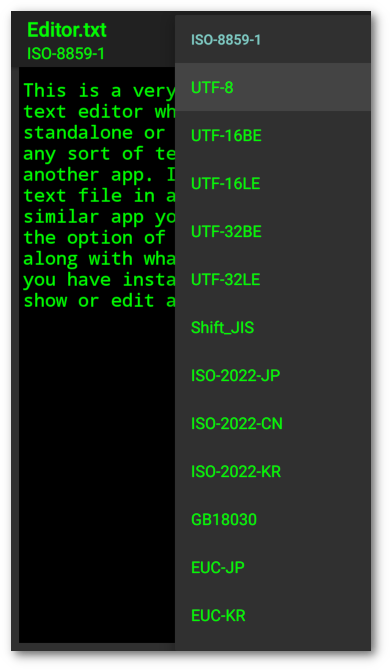 Editor.txt
ISO-8859-1
This is a very
text editor wh
standalone or
any sort of te
another app. I
text file in a
similar app yo
the option of
along with wha
you have insta
show or edit a
ISO-8859-1
UTF-8
UTF-16BE
UTF-16LE
UTF-32BE
UTF-32LE
Shift_JIS
ISO-2022-JP
ISO-2022-CN
ISO-2022-KR
GB18030
EUC-JP
EUC-KR